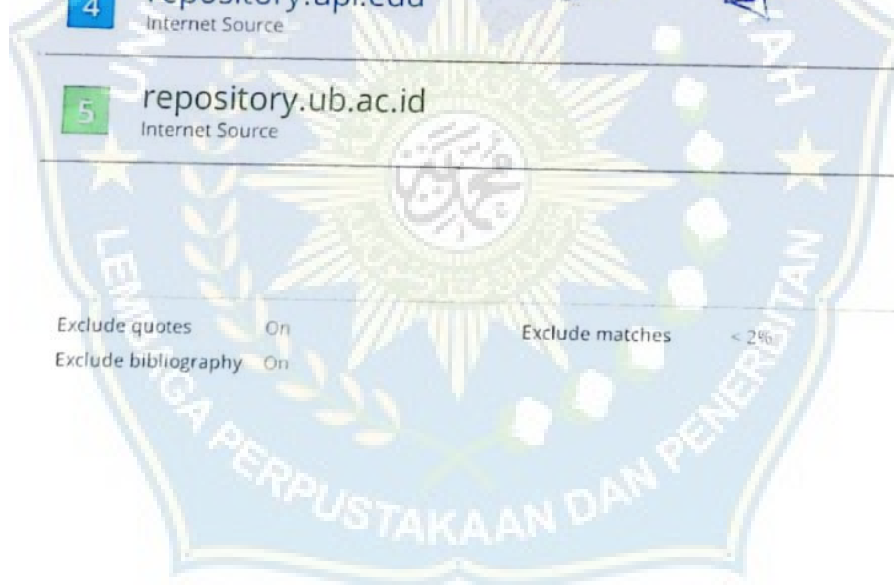 4
Internet Source
5 repository.ub.ac.id
Internet Source
Exclude quotes On
Exclude matches < 2%
Exclude bibliography On
LEMBAGA PERPUSTAKAAN DAN PENERBITAN